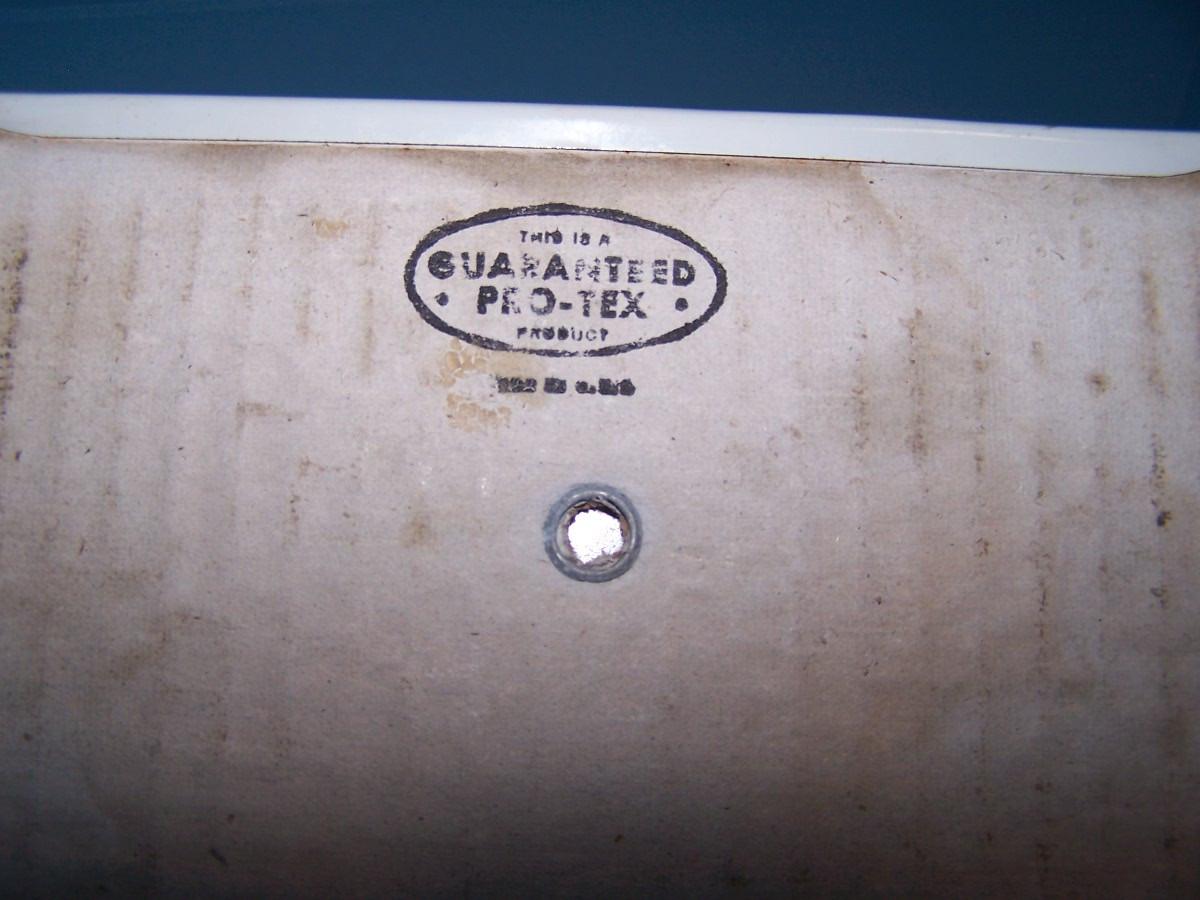 THIS IS A
GUARANTEED
PRO-TEX
PRODUCT